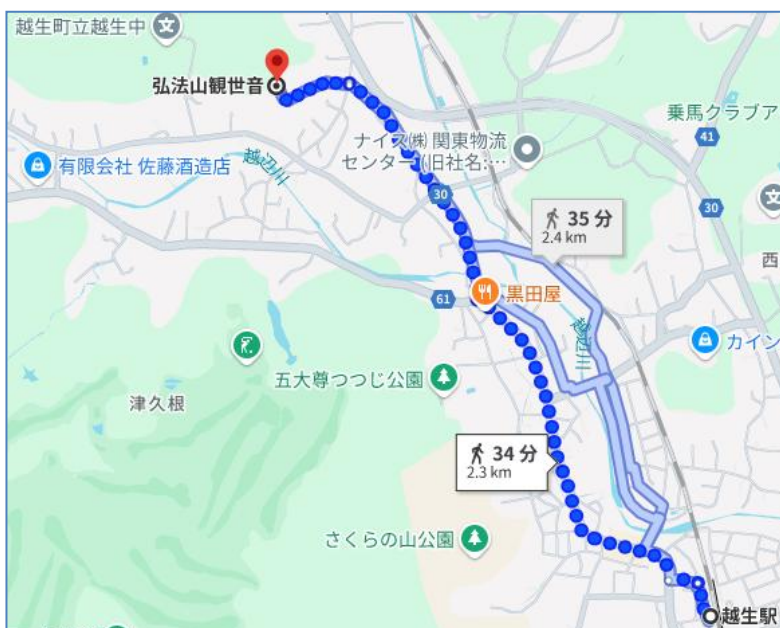 越生町立越生中
弘法山観世音
乗馬クラブア
ナイス㈱ 関東物流
センター (旧社名:...
41
有限会社 佐藤酒造店
越辺川
30
30
35 分
2.4 km
西
61
黒田屋
越辺川
カイン
五大尊つつじ公園
津久根
34 分
2.3 km
さくらの山公園
越生駅